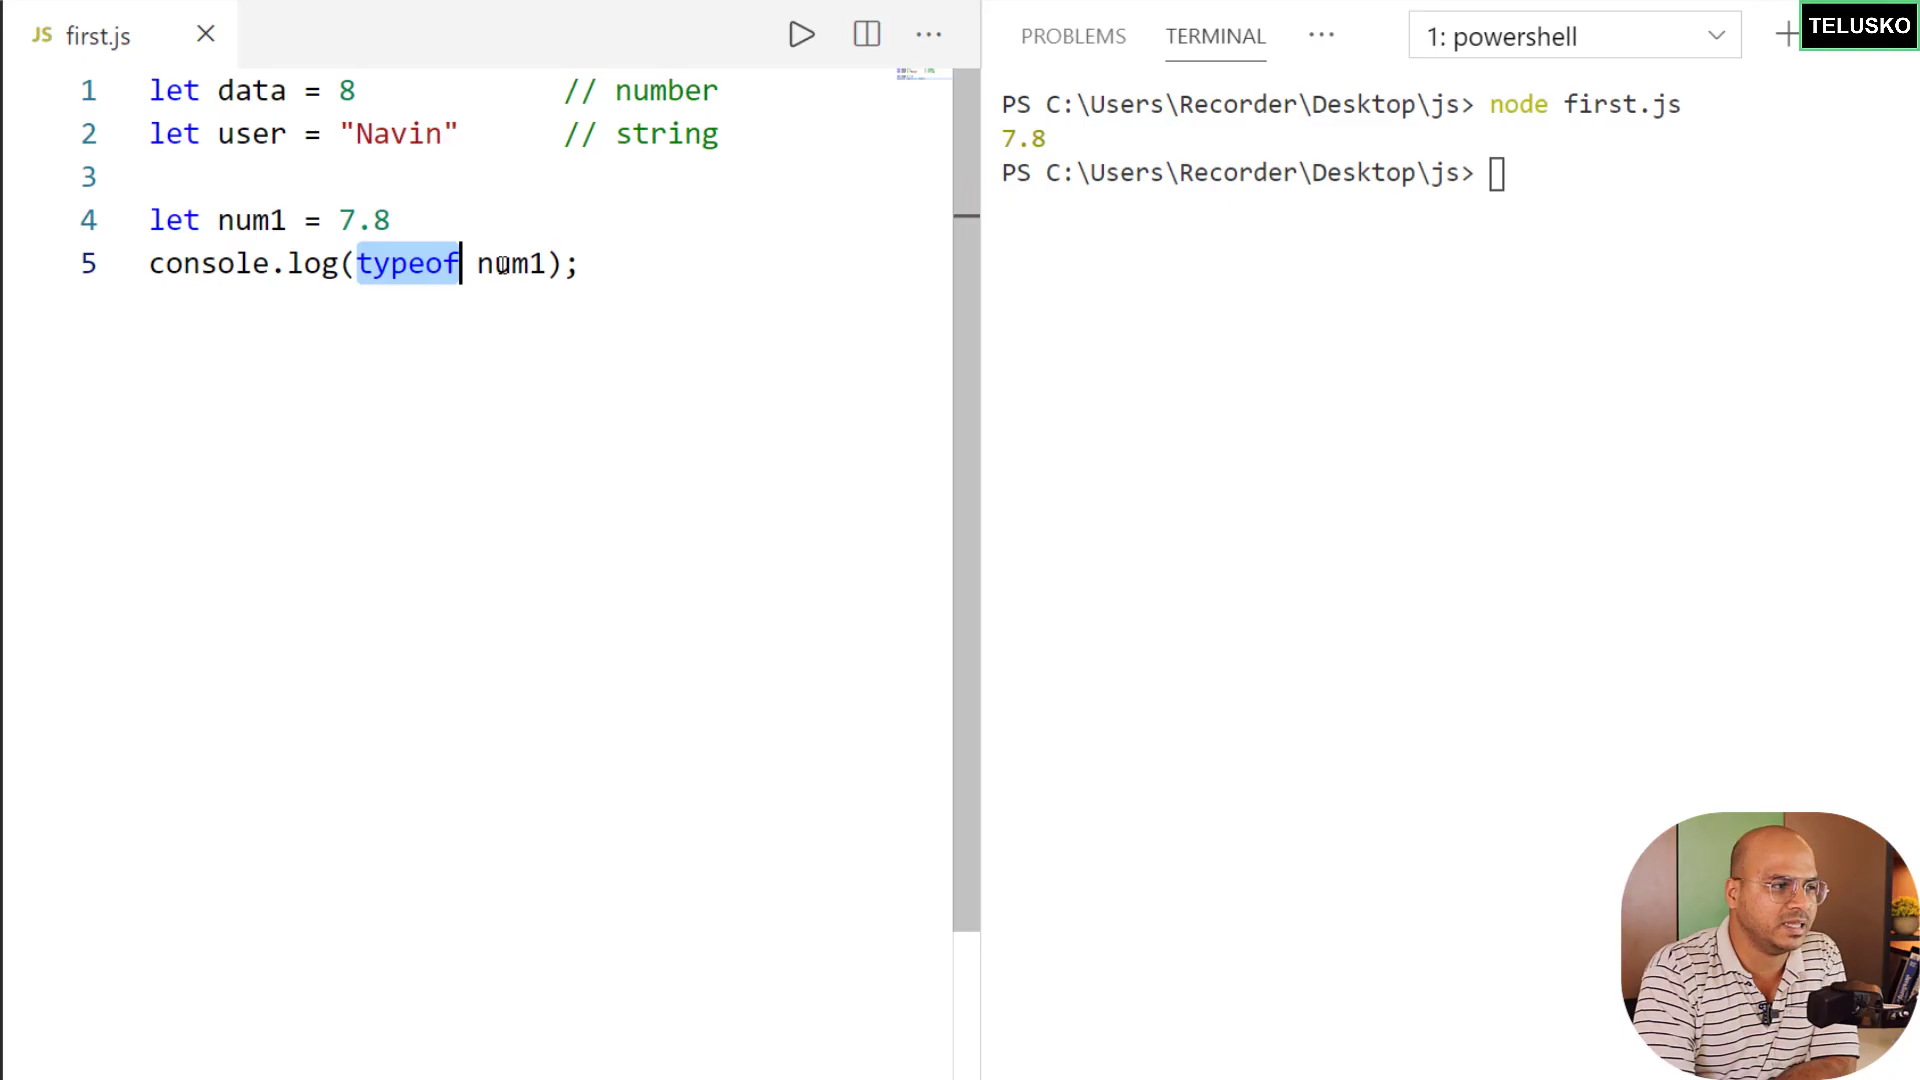 JS first.js
1 let data = 8 // number
2 let user = "Navin" // string
3
4 let num1 = 7.8
5 console.log(typeof num1);
PROBLEMS TERMINAL ··· 1: powershell
TELUSKO
PS C:\Users\Recorder\Desktop\js> node first.js
7.8
PS C:\Users\Recorder\Desktop\js>